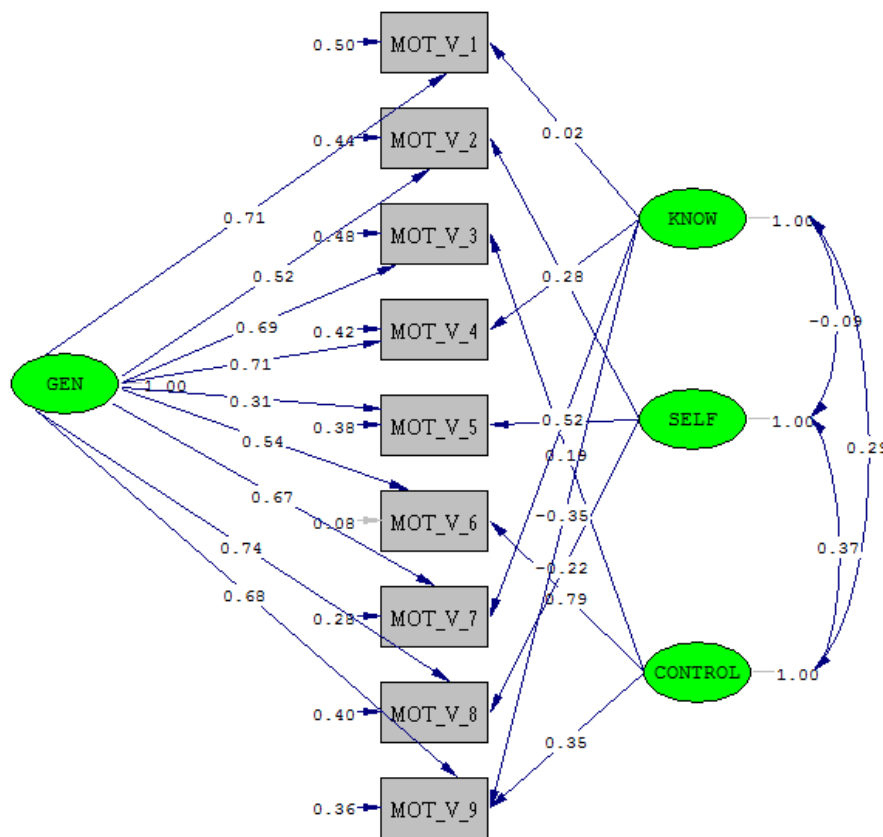 0.50 MOT_V_1
0.02
0.44 MOT_V_2
0.71
KNOW 1.00
0.48 MOT_V_3
0.52
0.28
0.69
0.42 MOT_V_4
-0.09
0.71
GEN 1.00
0.31
0.38 MOT_V_5 0.52 SELF 1.00
0.54
0.29
0.19
0.67
0.08 MOT_V_6 -0.35
0.74 0.37
-0.22
0.68 0.79
0.28 MOT_V_7
CONTROL 1.00
0.40 MOT_V_8
0.35
0.36 MOT_V_9